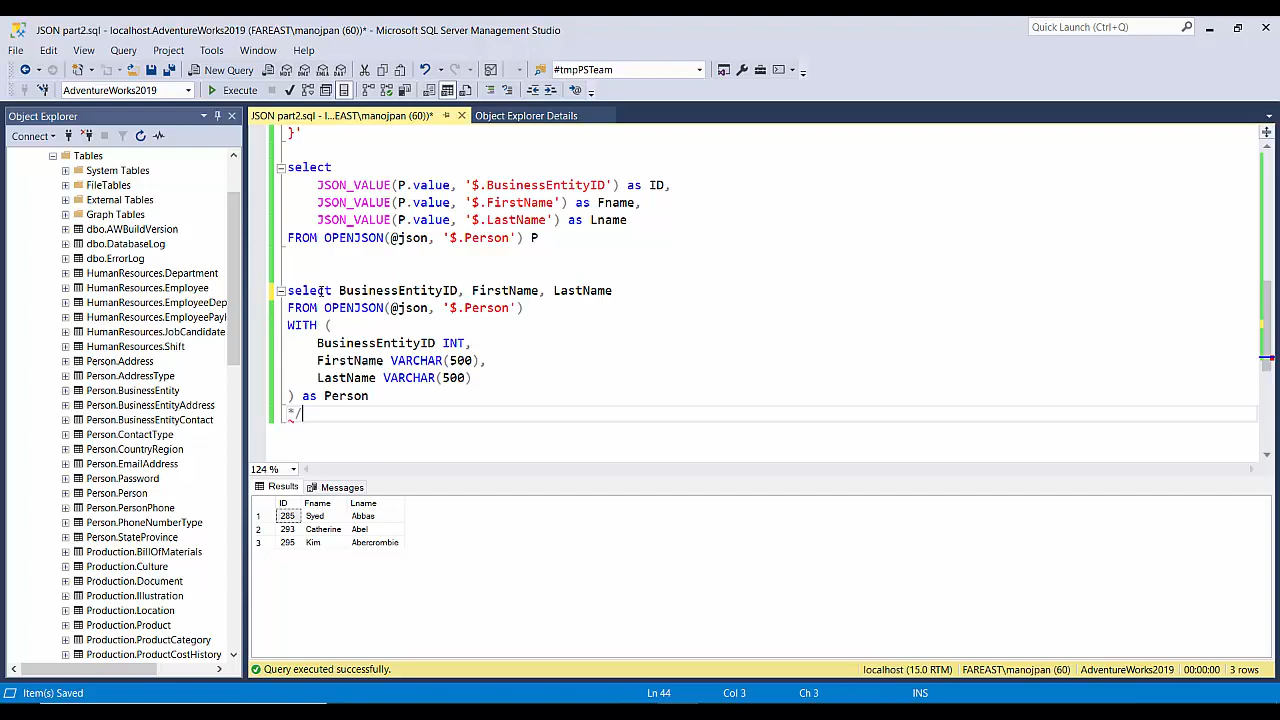 JSON part2.sql - localhost.AdventureWorks2019 (FAREAST\manojpan (60))* - Microsoft SQL Server Management Studio
Quick Launch (Ctrl+Q)
File Edit View Query Project Tools Window Help
New Query
#tmpPSTeam
AdventureWorks2019
Execute
Object Explorer
JSON part2.sql - l...EAST\manojpan (60))*
Object Explorer Details
Connect
Tables
System Tables
FileTables
External Tables
Graph Tables
dbo.AWBuildVersion
dbo.DatabaseLog
dbo.ErrorLog
HumanResources.Department
HumanResources.Employee
HumanResources.EmployeeDep
HumanResources.EmployeePayH
HumanResources.JobCandidate
HumanResources.Shift
Person.Address
Person.AddressType
Person.BusinessEntity
Person.BusinessEntityAddress
Person.BusinessEntityContact
Person.ContactType
Person.CountryRegion
Person.EmailAddress
Person.Password
Person.Person
Person.PersonPhone
Person.PhoneNumberType
Person.StateProvince
Production.BillOfMaterials
Production.Culture
Production.Document
Production.Illustration
Production.Location
Production.Product
Production.ProductCategory
Production.ProductCostHistory
}'
select
JSON_VALUE(P.value, '$.BusinessEntityID') as ID,
JSON_VALUE(P.value, '$.FirstName') as Fname,
JSON_VALUE(P.value, '$.LastName') as Lname
FROM OPENJSON(@json, '$.Person') P
select BusinessEntityID, FirstName, LastName
FROM OPENJSON(@json, '$.Person')
WITH (
BusinessEntityID INT,
FirstName VARCHAR(500),
LastName VARCHAR(500)
) as Person
*/
124 %
Results Messages
ID Fname Lname
1 285 Syed Abbas
2 293 Catherine Abel
3 295 Kim Abercrombie
Query executed successfully.
localhost (15.0 RTM) FAREAST\manojpan (60) AdventureWorks2019 00:00:00 3 rows
Item(s) Saved Ln 44 Col 3 Ch 3 INS